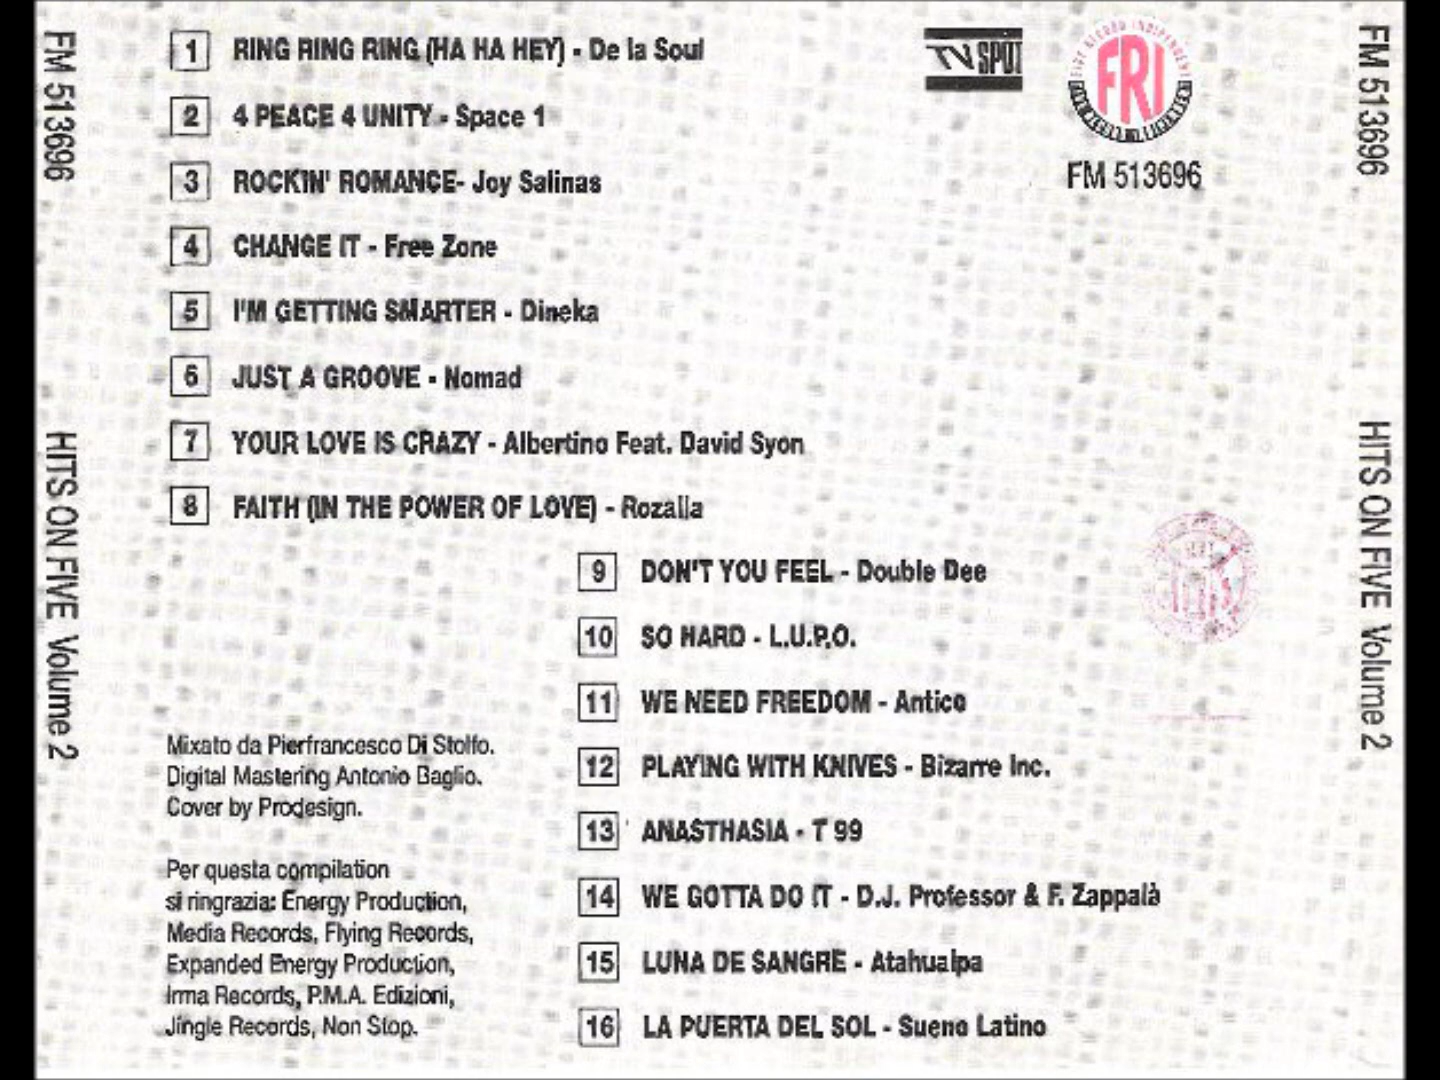 FM 513696
HITS ON FIVE Volume 2
1 RING RING RING (HA HA HEY) - De la Soul
2 4 PEACE 4 UNITY - Space 1
3 ROCKIN' ROMANCE- Joy Salinas
4 CHANGE IT - Free Zone
5 I'M GETTING SMARTER - Dineka
6 JUST A GROOVE - Nomad
7 YOUR LOVE IS CRAZY - Albertino Feat. David Syon
8 FAITH (IN THE POWER OF LOVE) - Rozalla
9 DON'T YOU FEEL - Double Dee
10 SO HARD - L.U.P.O.
11 WE NEED FREEDOM - Antico
12 PLAYING WITH KNIVES - Bizarre Inc.
13 ANASTHASIA - T 99
14 WE GOTTA DO IT - D.J. Professor & F. Zappalà
15 LUNA DE SANGRE - Atahualpa
16 LA PUERTA DEL SOL - Sueno Latino
Mixato da Pierfrancesco Di Stolfo.
Digital Mastering Antonio Baglio.
Cover by Prodesign.
Per questa compilation
si ringrazia: Energy Production,
Media Records, Flying Records,
Expanded Energy Production,
Irma Records, P.M.A. Edizioni,
Jingle Records, Non Stop.
TV SPOT
FRI
FM 513696
FM 513696
HITS ON FIVE Volume 2